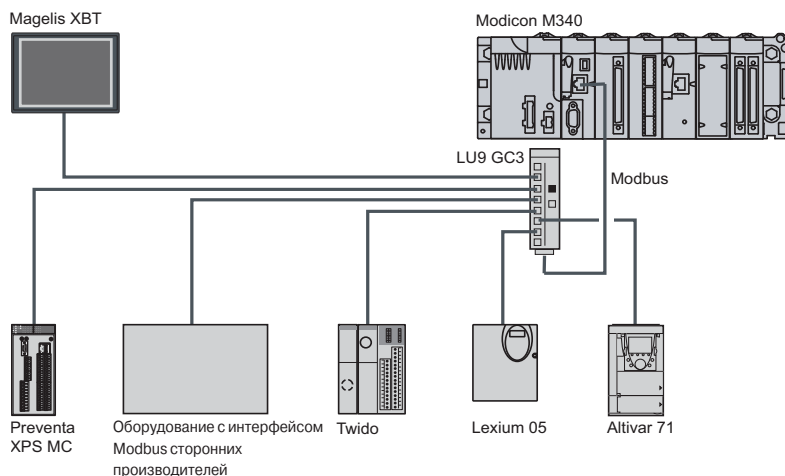 Magelis XBT
Modicon M340
LU9 GC3
Modbus
Preventa
XPS MC
Оборудование с интерфейсом
Modbus сторонних
производителей
Twido
Lexium 05
Altivar 71